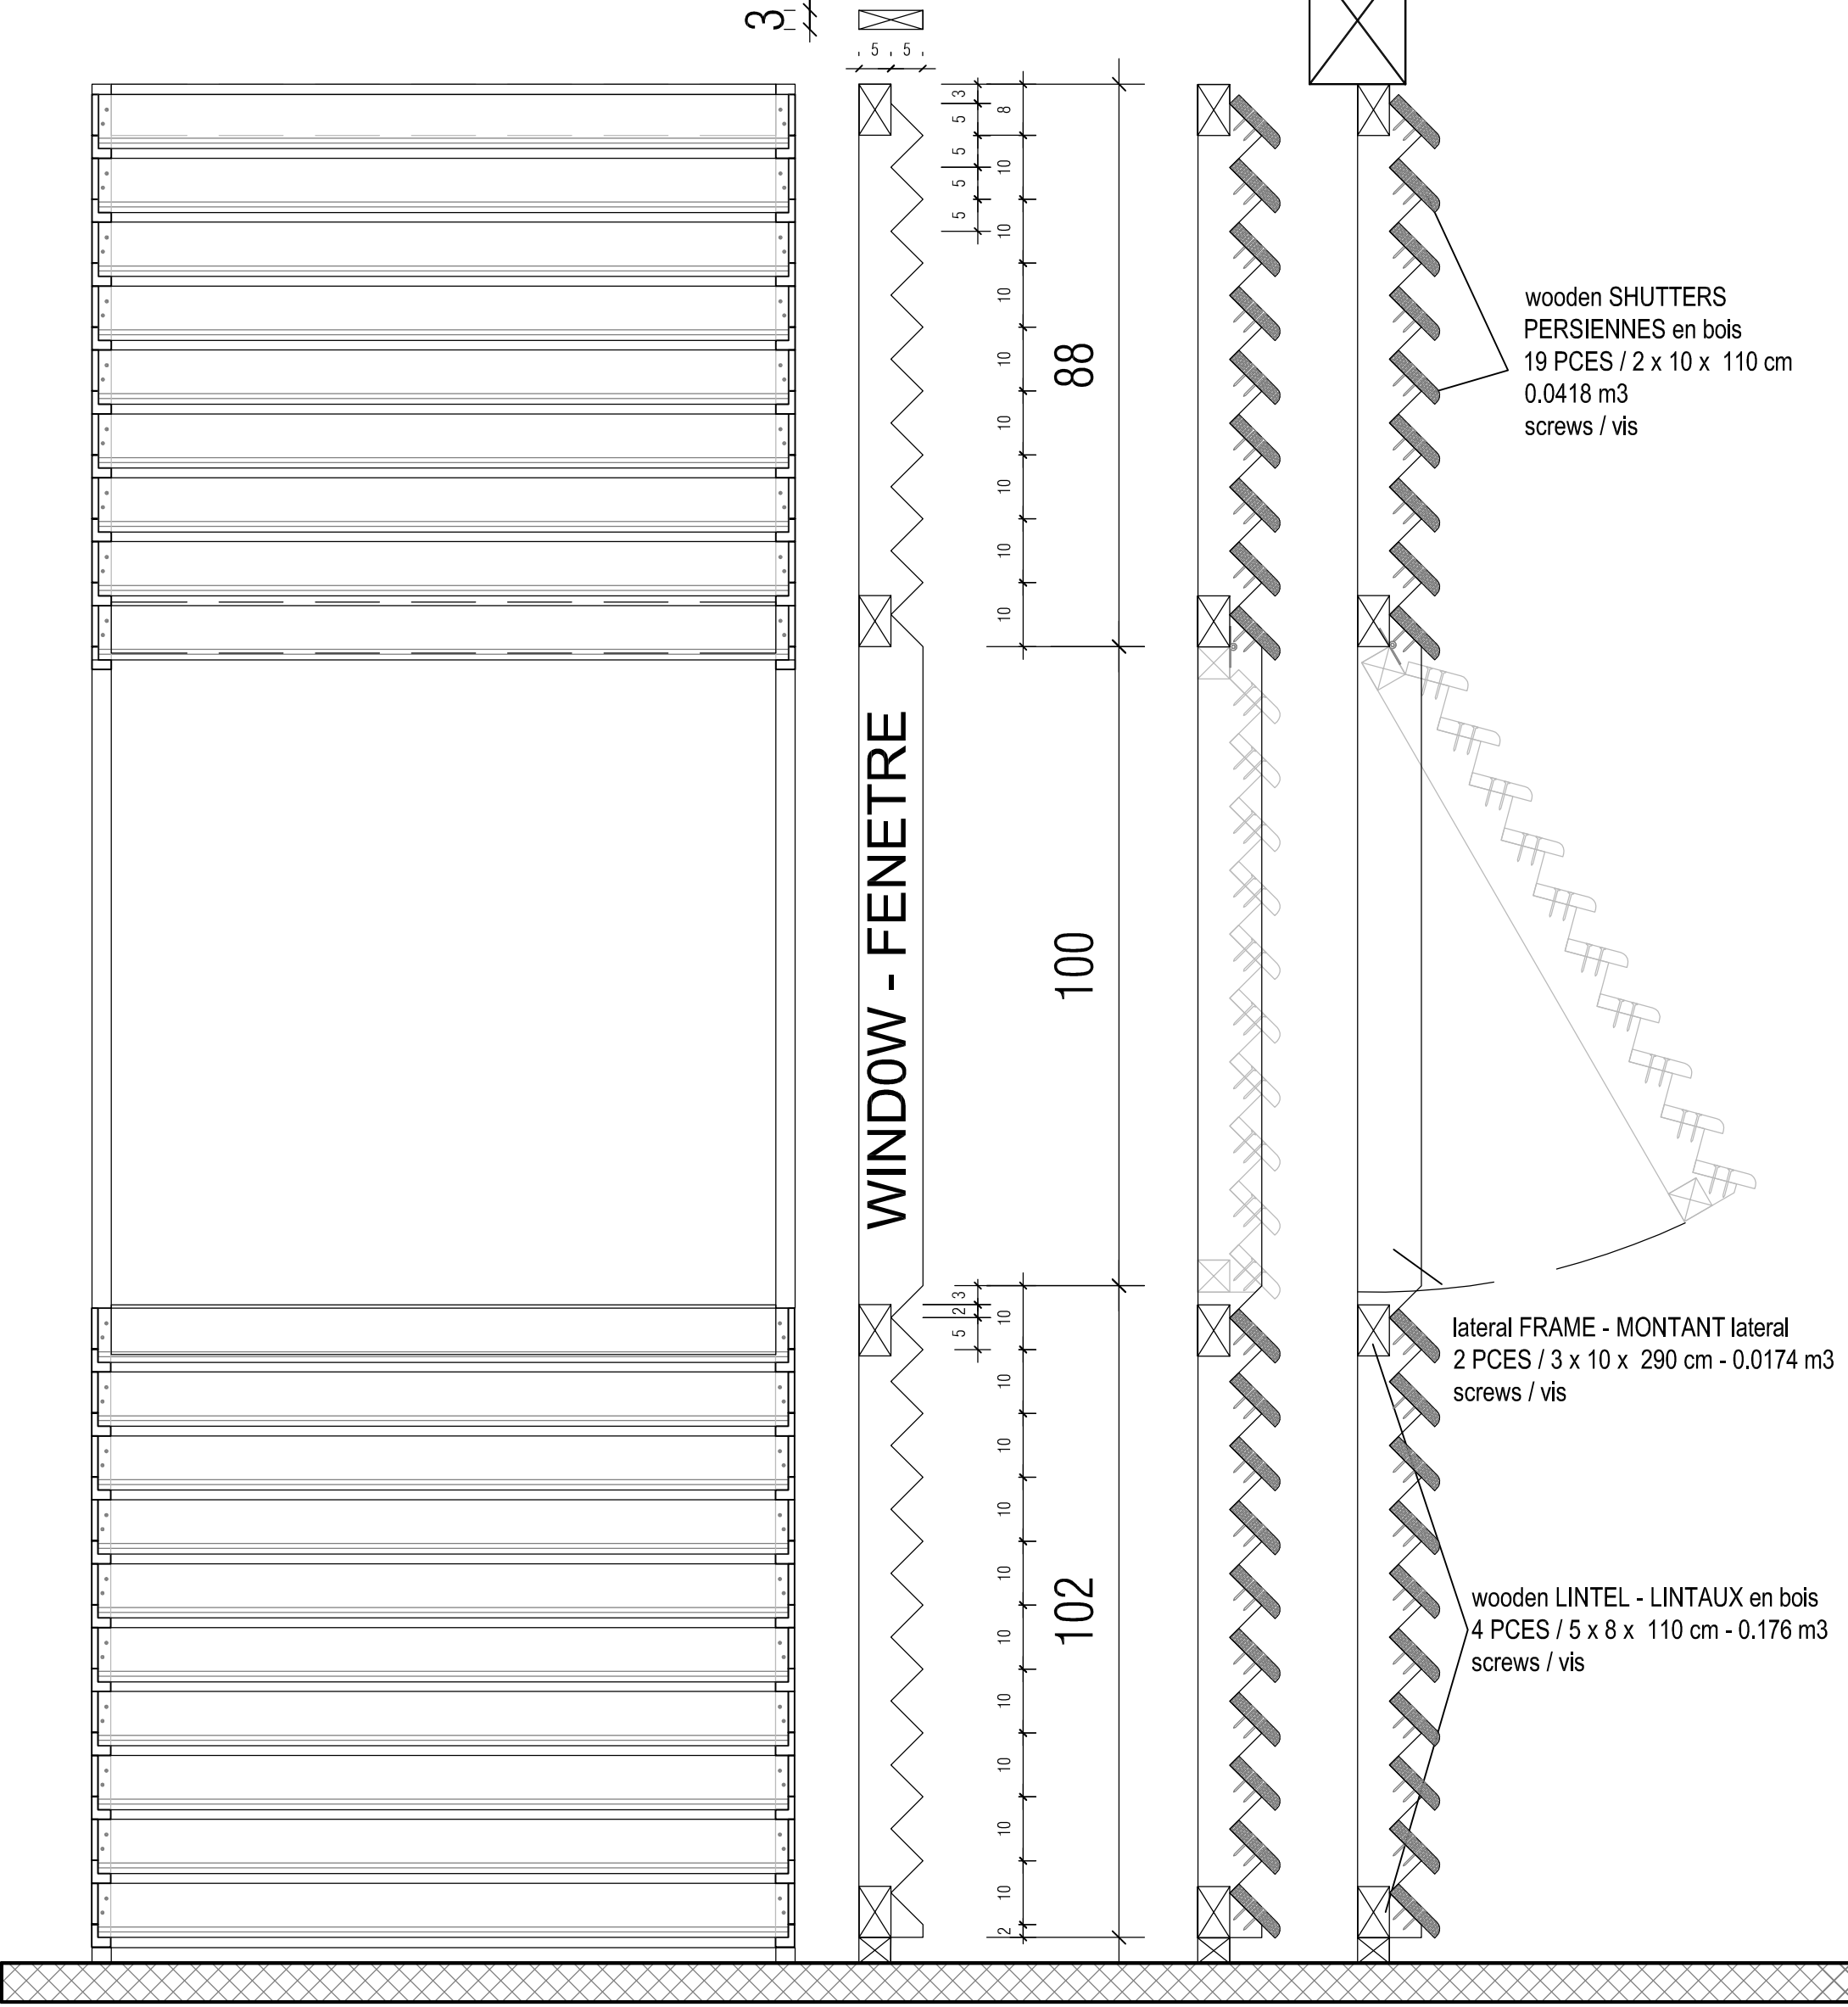 3
5 5
3
5
5
5
5
8
10
10
10
10
10
10
10
10
88
wooden SHUTTERS
PERSIENNES en bois
19 PCES / 2 x 10 x 110 cm
0.0418 m3
screws / vis
WINDOW - FENETRE
100
3
2
5
10
10
10
10
10
10
10
10
10
10
2
102
lateral FRAME - MONTANT lateral
2 PCES / 3 x 10 x 290 cm - 0.0174 m3
screws / vis
wooden LINTEL - LINTAUX en bois
4 PCES / 5 x 8 x 110 cm - 0.176 m3
screws / vis